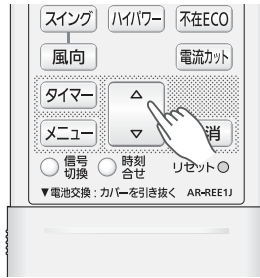 スイング ハイパワー 不在ECO
風向 電流カット
タイマー △
メニュー ▽ 消
信号切換 時刻合せ リセット
▼電池交換：カバーを引き抜く AR-REE1J